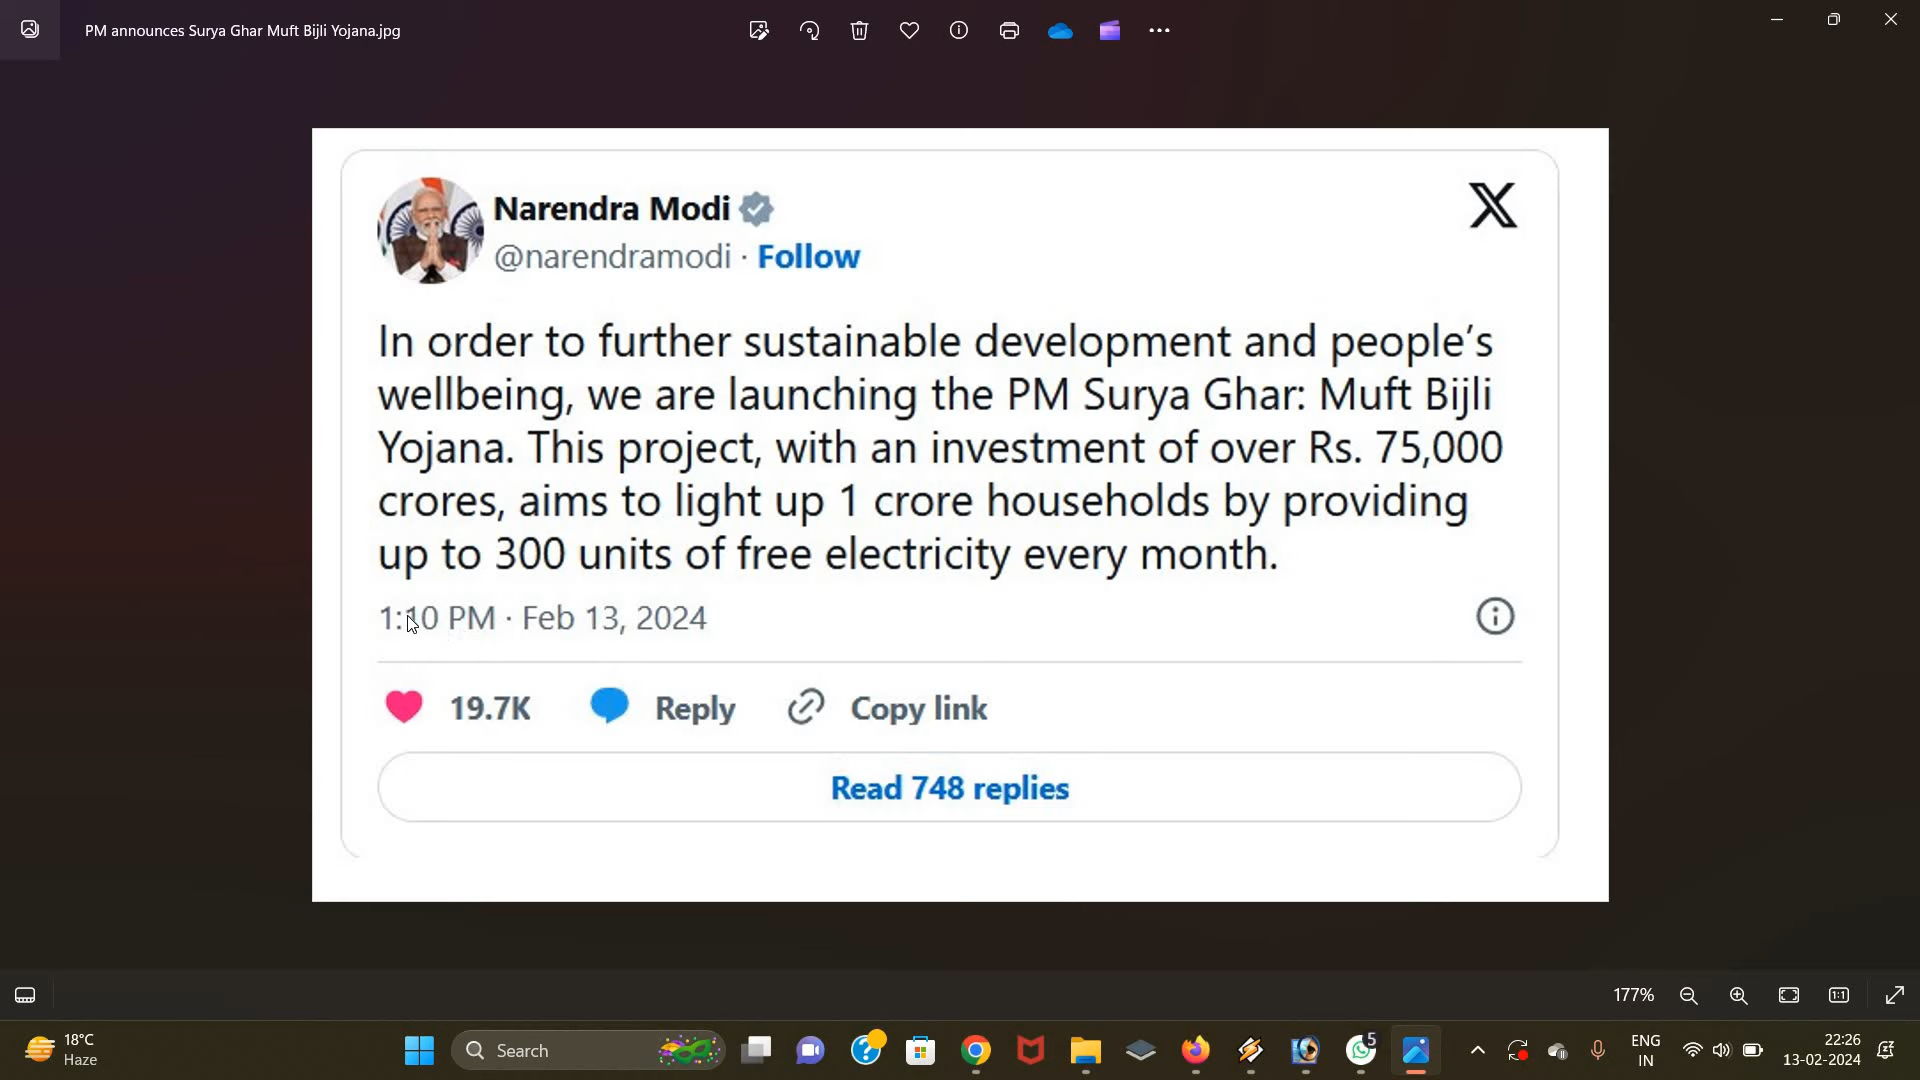 PM announces Surya Ghar Muft Bijli Yojana.jpg
Narendra Modi
@narendramodi · Follow
In order to further sustainable development and people’s
wellbeing, we are launching the PM Surya Ghar: Muft Bijli
Yojana. This project, with an investment of over Rs. 75,000
crores, aims to light up 1 crore households by providing
up to 300 units of free electricity every month.
1:10 PM · Feb 13, 2024
19.7K Reply Copy link
Read 748 replies
177% 1:1
18°C
Haze
Search
5
ENG
IN
22:26
13-02-2024